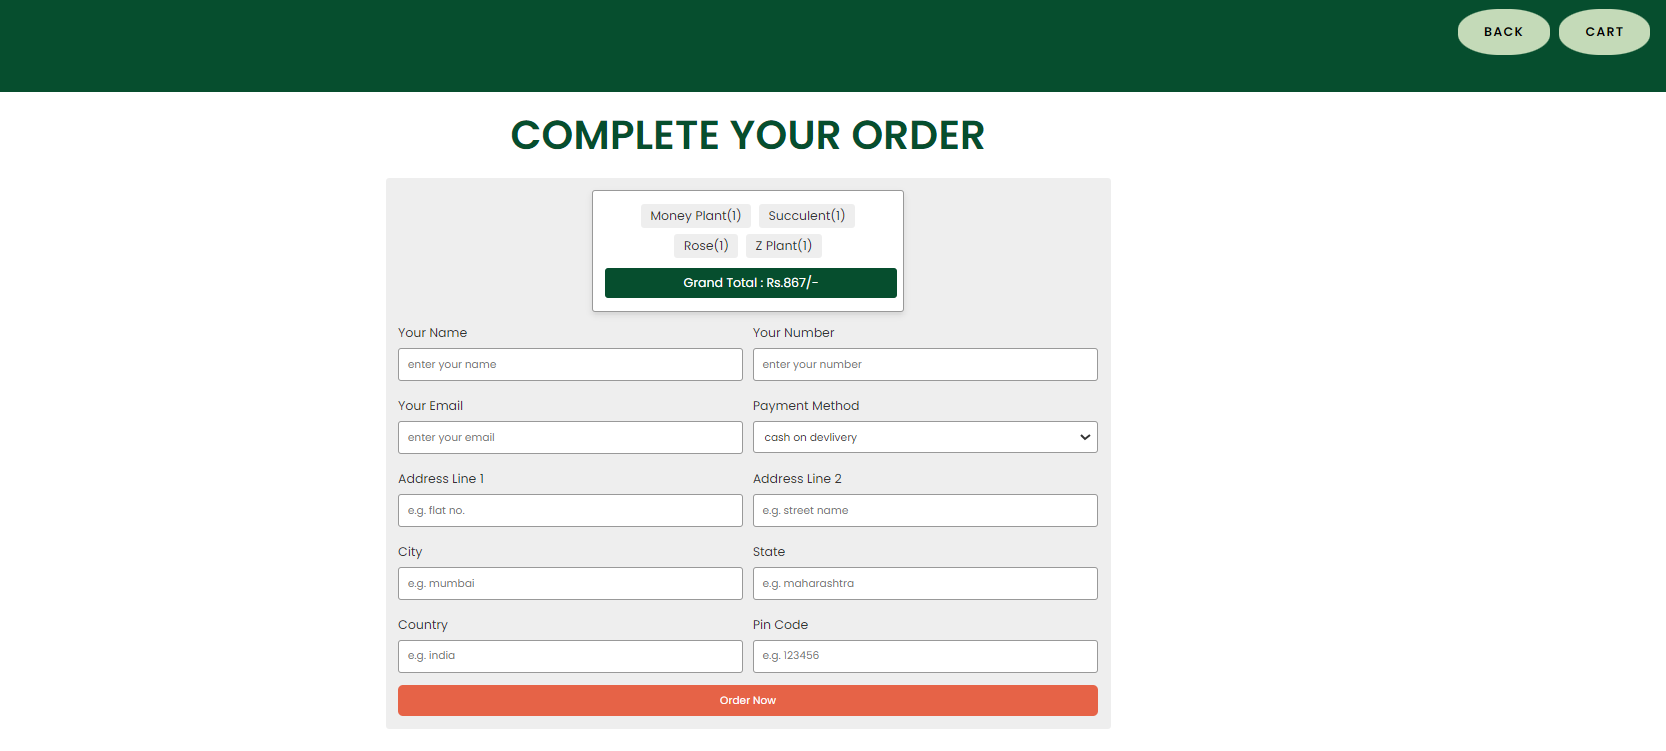 BACK CART
COMPLETE YOUR ORDER
Money Plant(1) Succulent(1)
Rose(1) Z Plant(1)
Grand Total : Rs.867/-
Your Name Your Number
enter your name enter your number
Your Email Payment Method
enter your email cash on devlivery
Address Line 1 Address Line 2
e.g. flat no. e.g. street name
City State
e.g. mumbai e.g. maharashtra
Country Pin Code
e.g. india e.g. 123456
Order Now